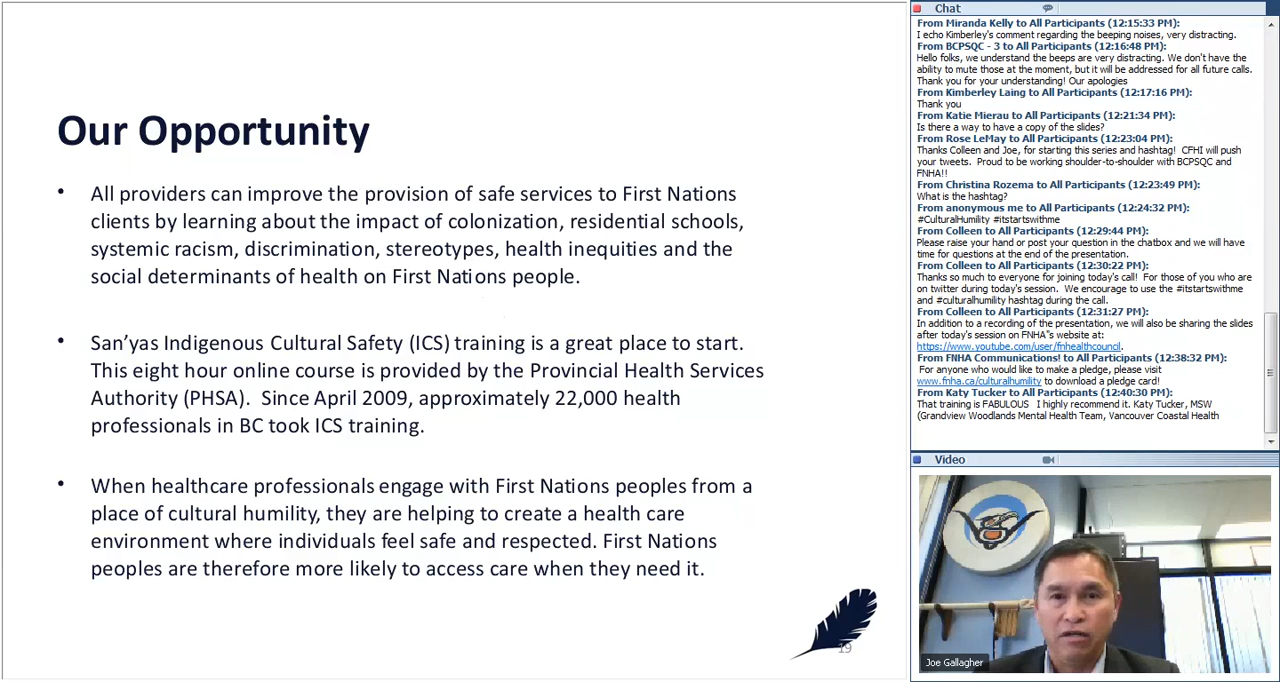 Our Opportunity
• All providers can improve the provision of safe services to First Nations
clients by learning about the impact of colonization, residential schools,
systemic racism, discrimination, stereotypes, health inequities and the
social determinants of health on First Nations people.
• San’yas Indigenous Cultural Safety (ICS) training is a great place to start.
This eight hour online course is provided by the Provincial Health Services
Authority (PHSA).  Since April 2009, approximately 22,000 health
professionals in BC took ICS training.
• When healthcare professionals engage with First Nations peoples from a
place of cultural humility, they are helping to create a health care
environment where individuals feel safe and respected. First Nations
peoples are therefore more likely to access care when they need it.
19
Chat
From Miranda Kelly to All Participants (12:15:33 PM):
I echo Kimberley's comment regarding the beeping noises, very distracting.
From BCPSQC - 3 to All Participants (12:16:48 PM):
Hello folks, we understand the beeps are very distracting. We don't have the
ability to mute those at the moment, but it will be addressed for all future calls.
Thank you for your understanding! Our apologies
From Kimberley Laing to All Participants (12:17:16 PM):
Thank you
From Katie Mierau to All Participants (12:21:34 PM):
Is there a way to have a copy of the slides?
From Rose LeMay to All Participants (12:23:04 PM):
Thanks Colleen and Joe, for starting this series and hashtag!  CFHI will push
your tweets.  Proud to be working shoulder-to-shoulder with BCPSQC and
FNHA!!
From Christina Rozema to All Participants (12:23:49 PM):
What is the hashtag?
From anonymous me to All Participants (12:24:32 PM):
#CulturalHumility #itstartswithme
From Colleen to All Participants (12:29:44 PM):
Please raise your hand or post your question in the chatbox and we will have
time for questions at the end of the presentation.
From Colleen to All Participants (12:30:22 PM):
Thanks so much to everyone for joining today's call!  For those of you who are
on twitter during today's session.  We encourage to use the #itstartswithme
and #culturalhumility hashtag during the call.
From Colleen to All Participants (12:31:27 PM):
In addition to a recording of the presentation, we will also be sharing the slides
after today's session on FNHA"s website at:
https://www.youtube.com/user/fnhealthcouncil.
From FNHA Communications! to All Participants (12:38:32 PM):
For anyone who would like to make a pledge, please visit
www.fnha.ca/culturalhumility to download a pledge card!
From Katy Tucker to All Participants (12:40:30 PM):
That training is FABULOUS   I highly recommend it. Katy Tucker, MSW
(Grandview Woodlands Mental Health Team, Vancouver Coastal Health
Video
Joe Gallagher